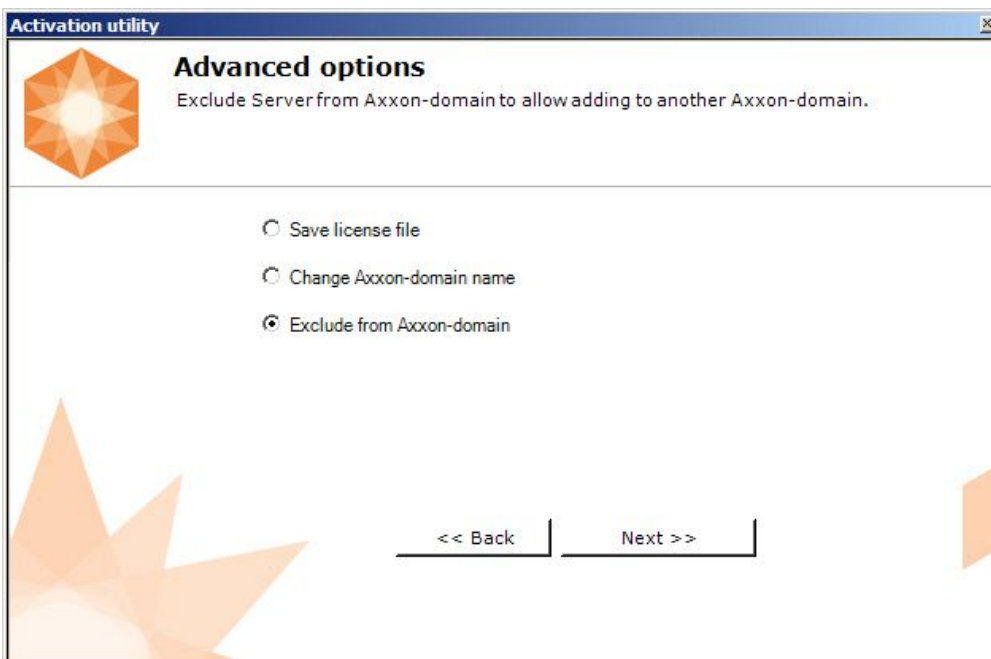 Activation utility
Advanced options
Exclude Server from Axxon-domain to allow adding to another Axxon-domain.
Save license file
Change Axxon-domain name
Exclude from Axxon-domain
<< Back
Next >>